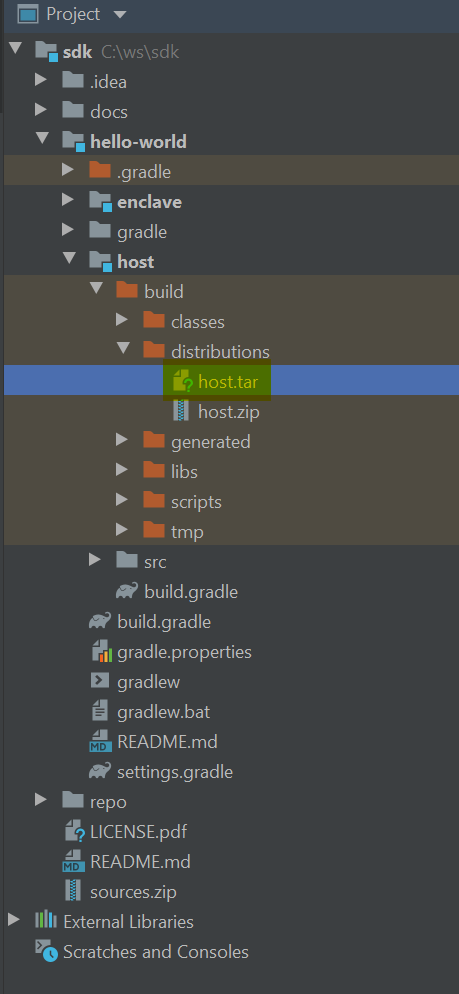 Project
sdk C:\ws\sdk
.idea
docs
hello-world
.gradle
enclave
gradle
host
build
classes
distributions
host.tar
host.zip
generated
libs
scripts
tmp
src
build.gradle
build.gradle
gradle.properties
gradlew
gradlew.bat
MD README.md
settings.gradle
repo
LICENSE.pdf
MD README.md
sources.zip
External Libraries
Scratches and Consoles